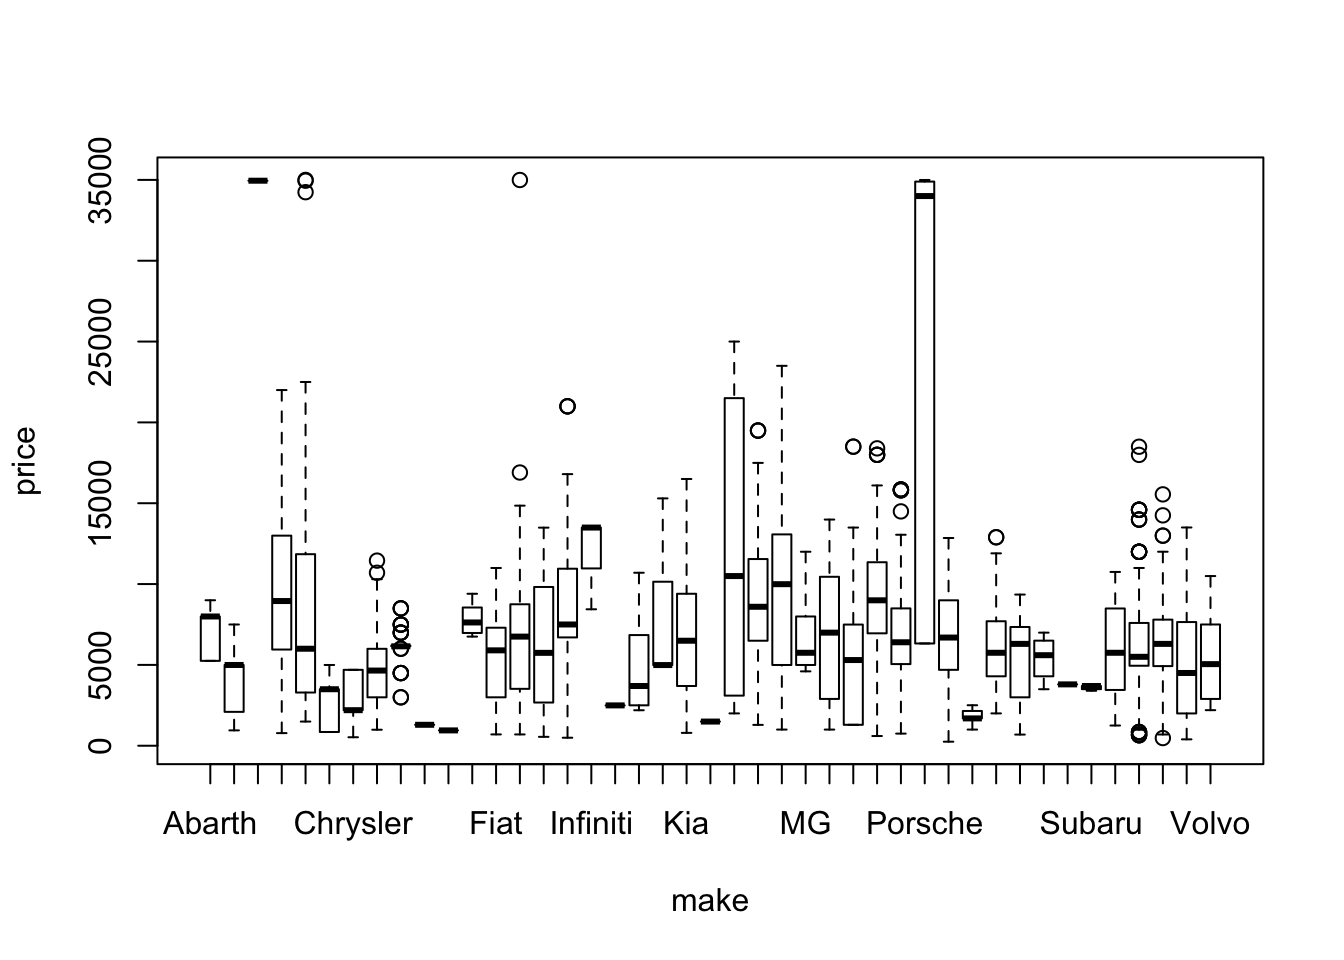 price
35000
25000
15000
5000
0
Abarth Chrysler Fiat Infiniti Kia MG Porsche Subaru Volvo
make